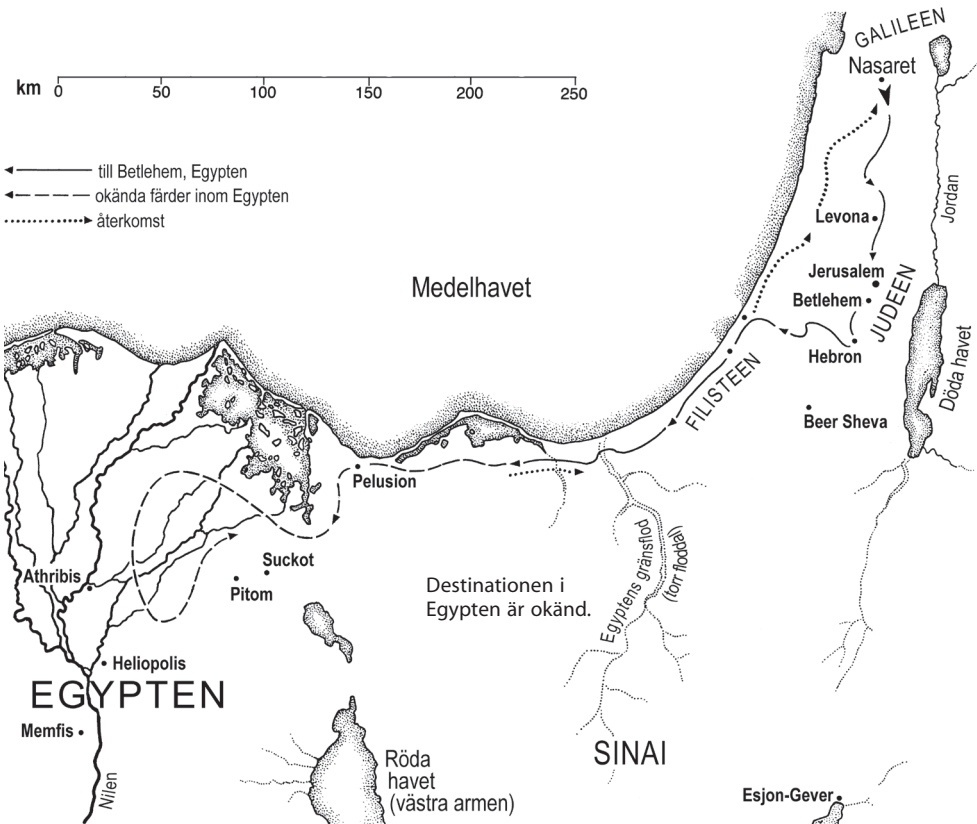 GALILEEN
Nasaret
km 0 50 100 150 200 250
till Betlehem, Egypten
okända färder inom Egypten
återkomst
Jordan
Levona
Medelhavet
Jerusalem
JUDEEN
Betlehem
Hebron
Döda havet
FILISTEEN
Beer Sheva
Pelusion
Suckot
Pitom
Athribis
Destinationen i
Egypten är okänd.
Egyptens gränsflod
(torr floddal)
Heliopolis
EGYPTEN
Memfis
Nilen
Röda
havet
(västra armen)
SINAI
Esjon-Gever